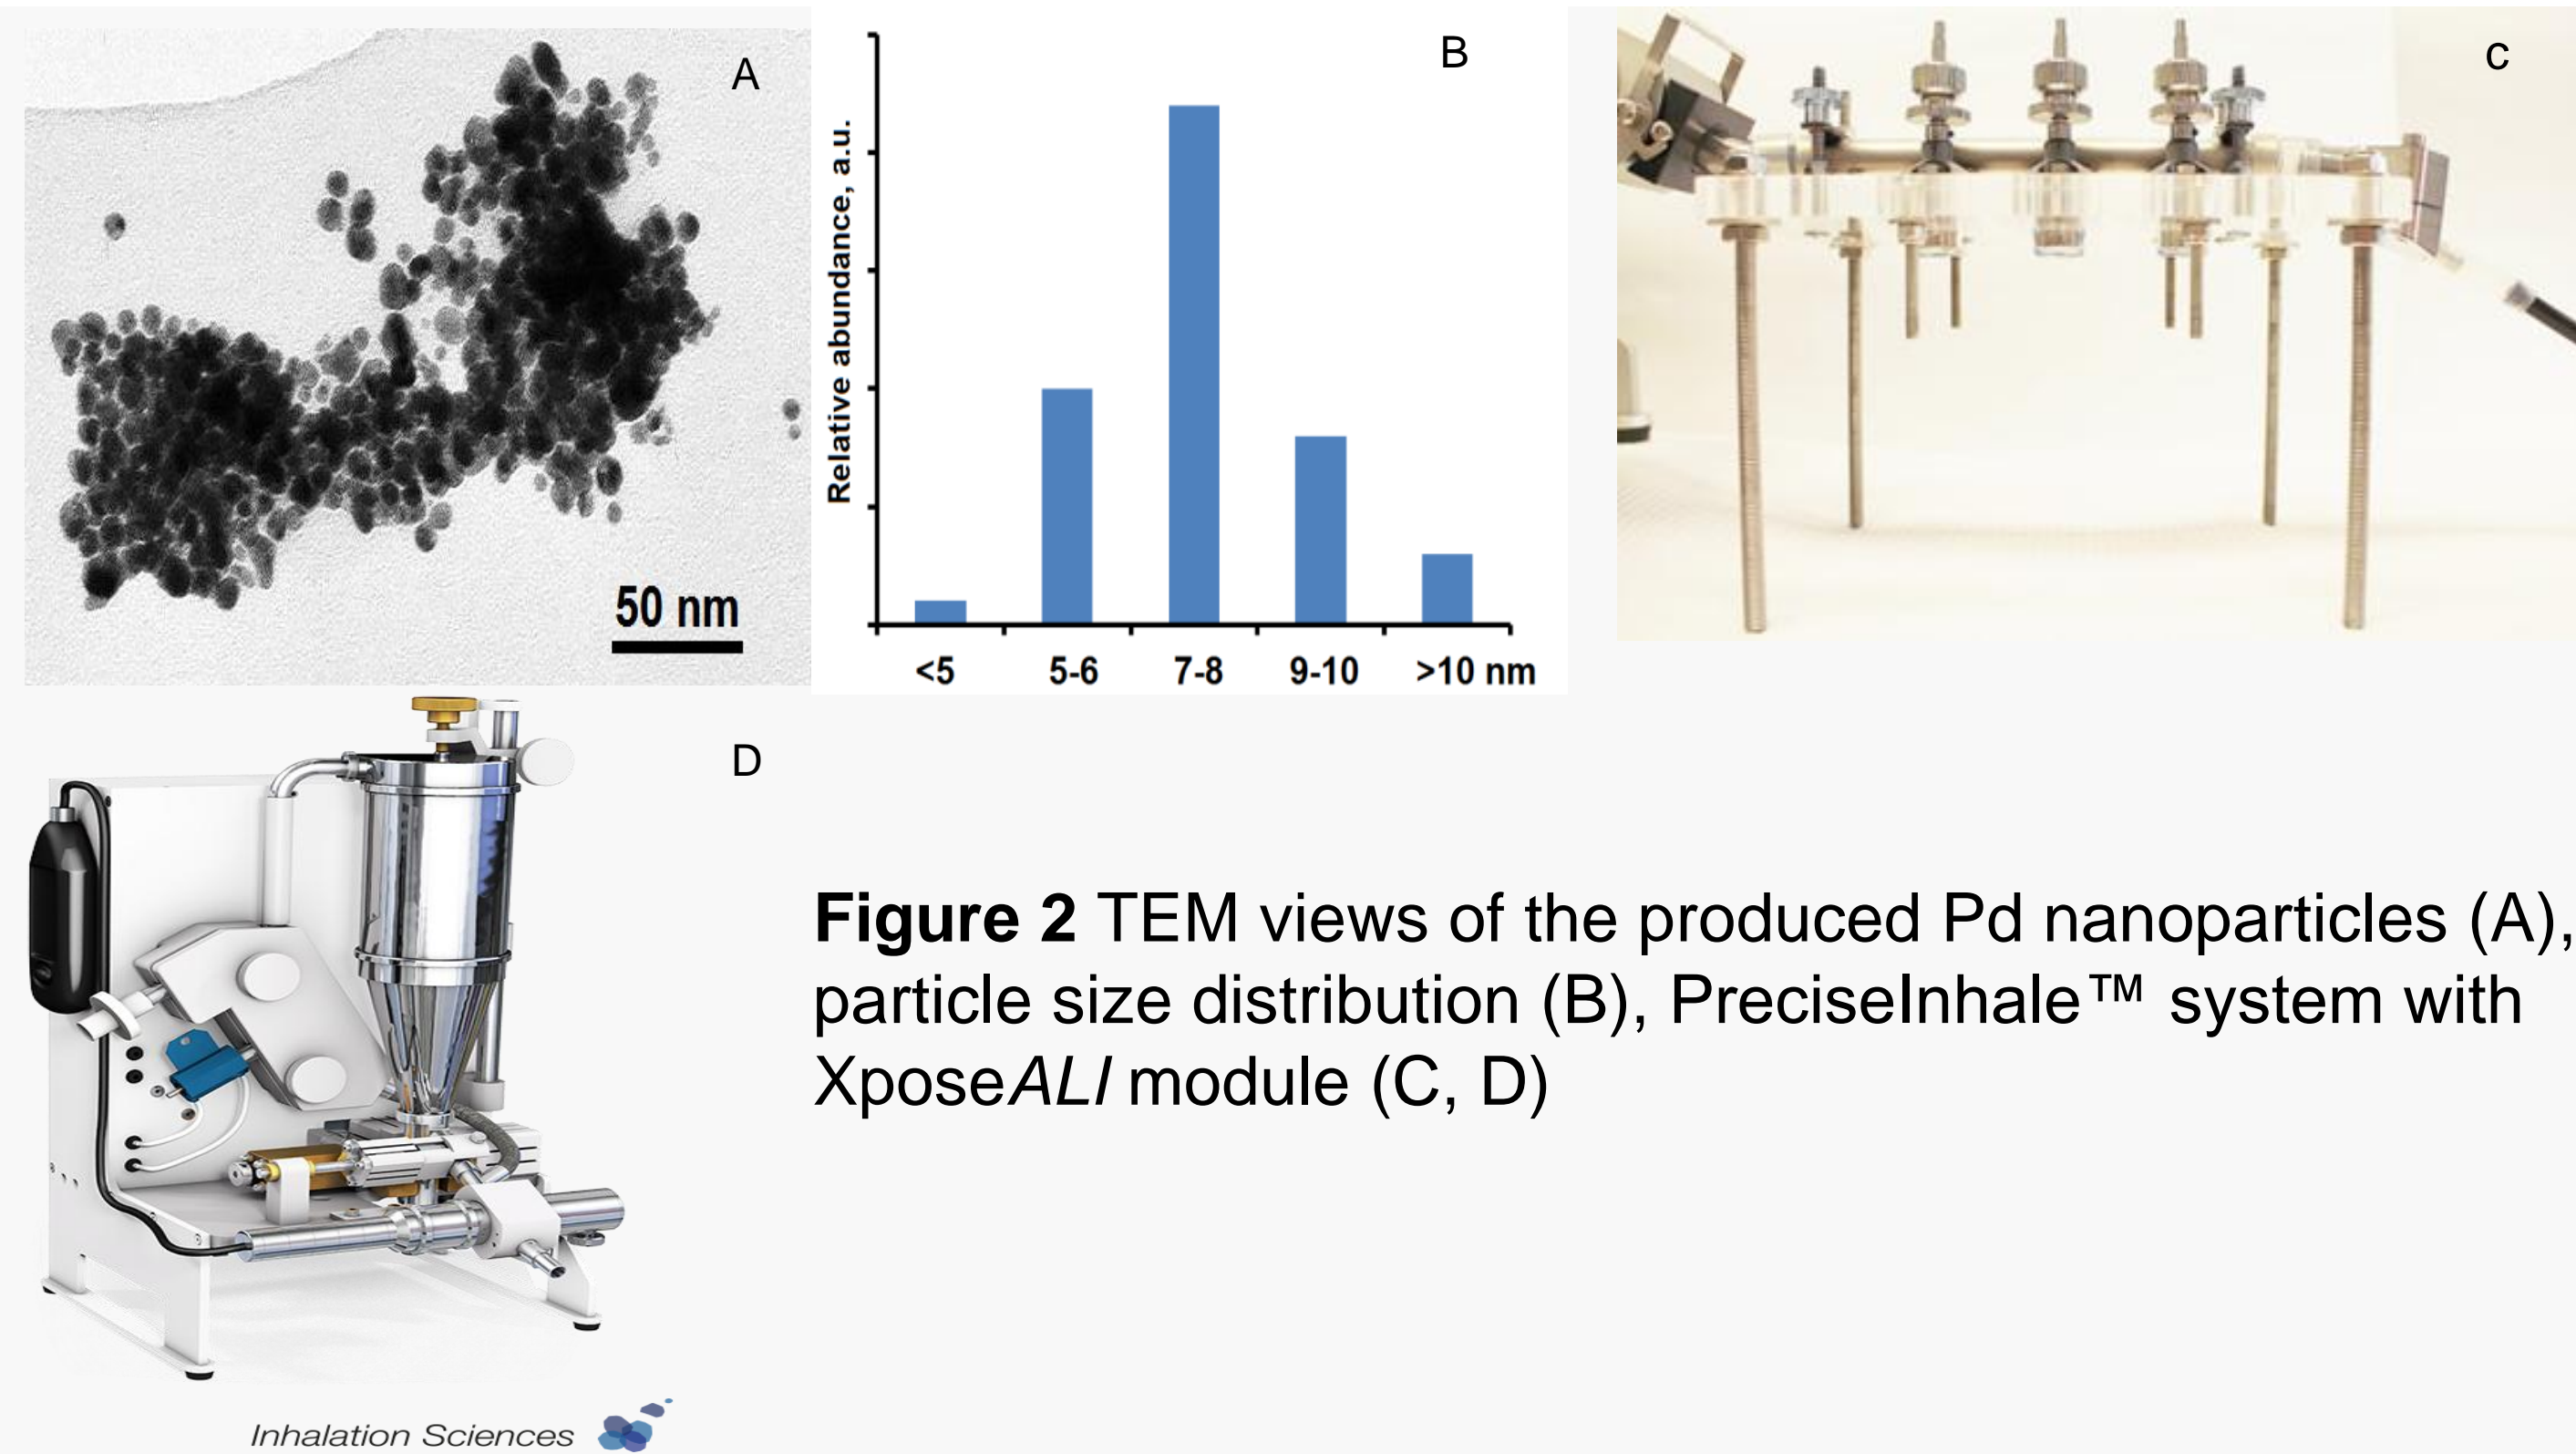 A
50 nm
B
Relative abundance, a.u.
<5 5-6 7-8 9-10 >10 nm
c
D
Figure 2 TEM views of the produced Pd nanoparticles (A),
particle size distribution (B), PreciseInhale™ system with
XposeALI module (C, D)
Inhalation Sciences